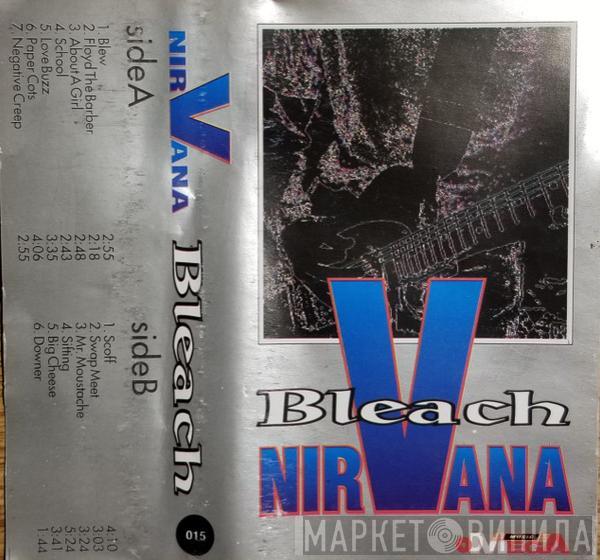 sideA
1. Blew 2:55
2. Floyd The Barber 2:18
3. About A Girl 2:48
4. School 2:43
5. Love Buzz 3:35
6. Paper Cots 4:06
7. Negative Creep 2:55
sideB
1. Scoff 4:10
2. Swap Meet 3:03
3. Mr. Moustache 3:24
4. Sifting 5:24
5. Big Cheese 3:41
6. Downer 1:44
NIRVANA
Bleach
015
Bleach
NIRVANA
MUSIC
МАРКЕТ ВИНИЛА